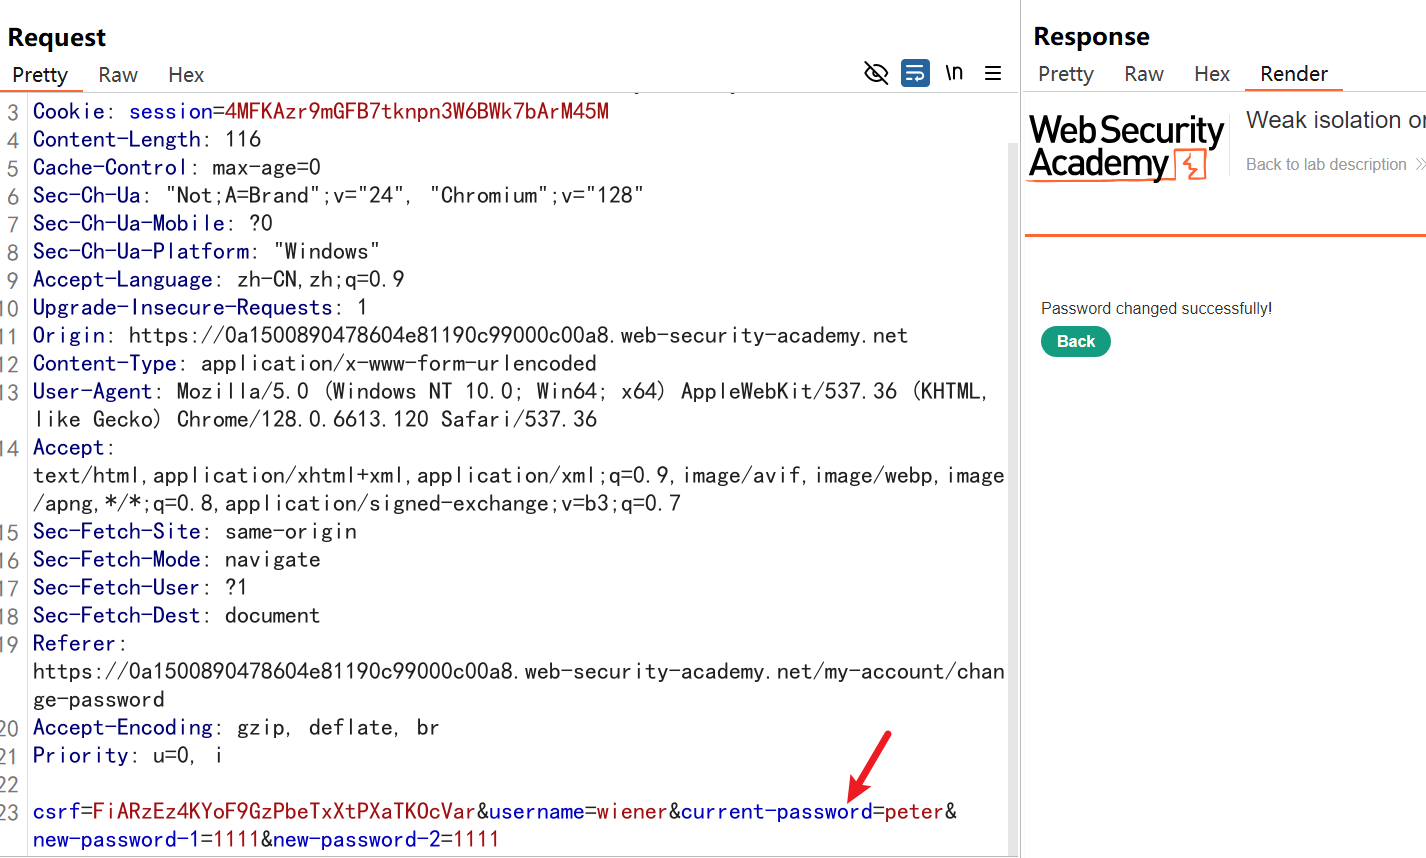 Request
Pretty Raw Hex
\n
3 Cookie: session=4MFKAzr9mGFB7tknpn3W6BWk7bArM45M
4 Content-Length: 116
5 Cache-Control: max-age=0
6 Sec-Ch-Ua: "Not;A=Brand";v="24", "Chromium";v="128"
7 Sec-Ch-Ua-Mobile: ?0
8 Sec-Ch-Ua-Platform: "Windows"
9 Accept-Language: zh-CN,zh;q=0.9
10 Upgrade-Insecure-Requests: 1
11 Origin: https://0a1500890478604e81190c99000c00a8.web-security-academy.net
12 Content-Type: application/x-www-form-urlencoded
13 User-Agent: Mozilla/5.0 (Windows NT 10.0; Win64; x64) AppleWebKit/537.36 (KHTML,
like Gecko) Chrome/128.0.6613.120 Safari/537.36
14 Accept:
text/html,application/xhtml+xml,application/xml;q=0.9,image/avif,image/webp,image
/apng,*/*;q=0.8,application/signed-exchange;v=b3;q=0.7
15 Sec-Fetch-Site: same-origin
16 Sec-Fetch-Mode: navigate
17 Sec-Fetch-User: ?1
18 Sec-Fetch-Dest: document
19 Referer:
https://0a1500890478604e81190c99000c00a8.web-security-academy.net/my-account/chan
ge-password
20 Accept-Encoding: gzip, deflate, br
21 Priority: u=0, i
22
23 csrf=FiARzEz4KYoF9GzPbeTxXtPXaTKOcVar&username=wiener&current-password=peter&
new-password-1=1111&new-password-2=1111
Response
Pretty Raw Hex Render
Web Security
Academy
Weak isolation
Back to lab description
Password changed successfully!
Back